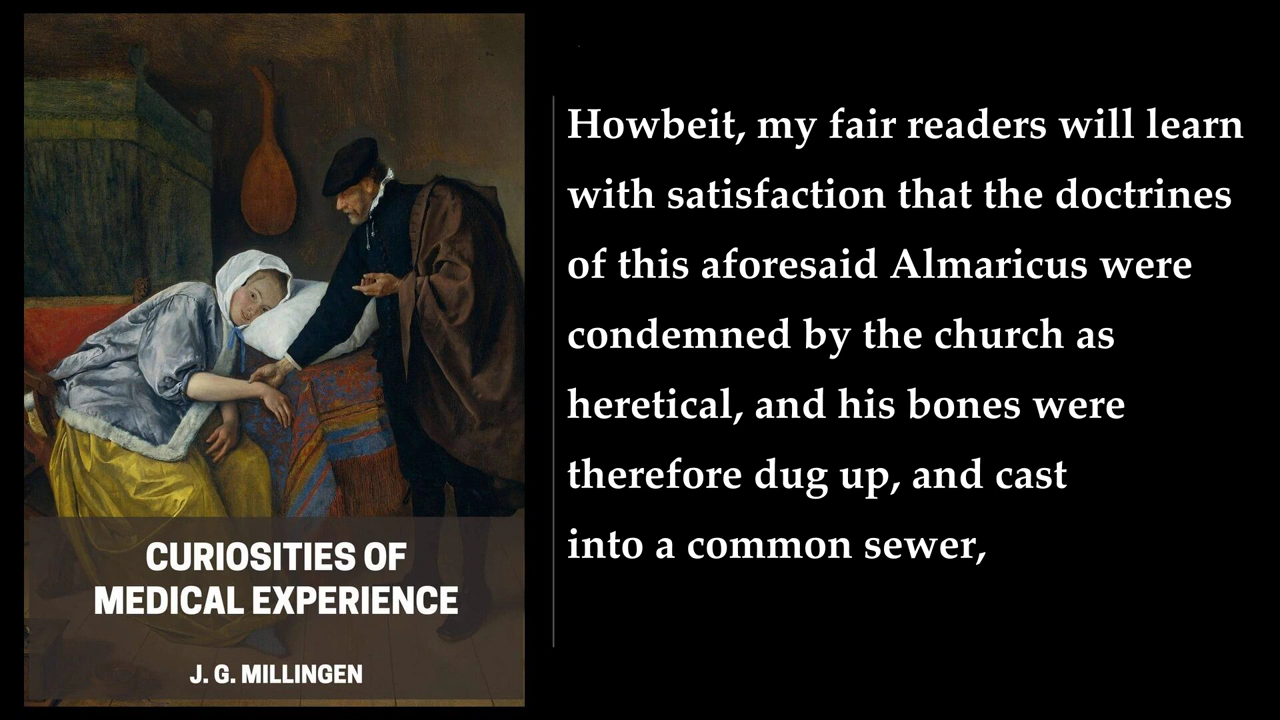 CURIOSITIES OF
MEDICAL EXPERIENCE
J. G. MILLINGEN
Howbeit, my fair readers will learn
with satisfaction that the doctrines
of this aforesaid Almaricus were
condemned by the church as
heretical, and his bones were
therefore dug up, and cast
into a common sewer,